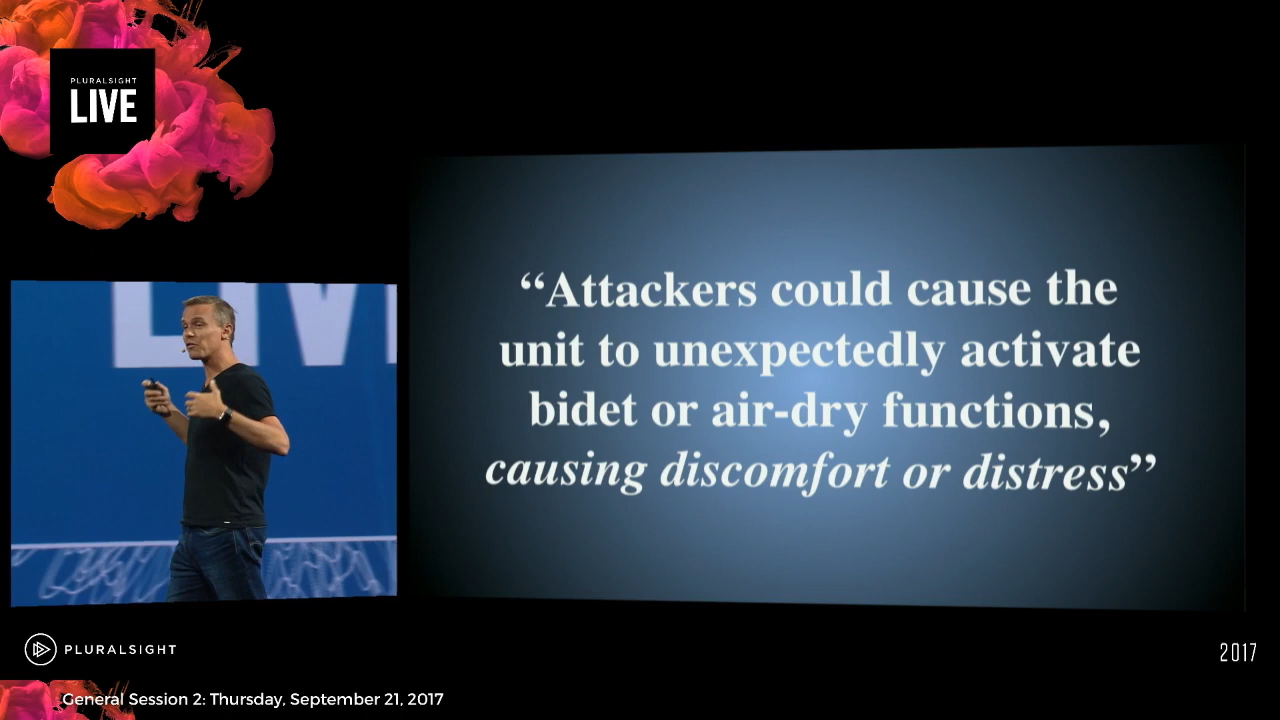 PLURALSIGHT
LIVE
LIV
“Attackers could cause the
unit to unexpectedly activate
bidet or air-dry functions,
causing discomfort or distress”
PLURALSIGHT
2017
General Session 2: Thursday, September 21, 2017